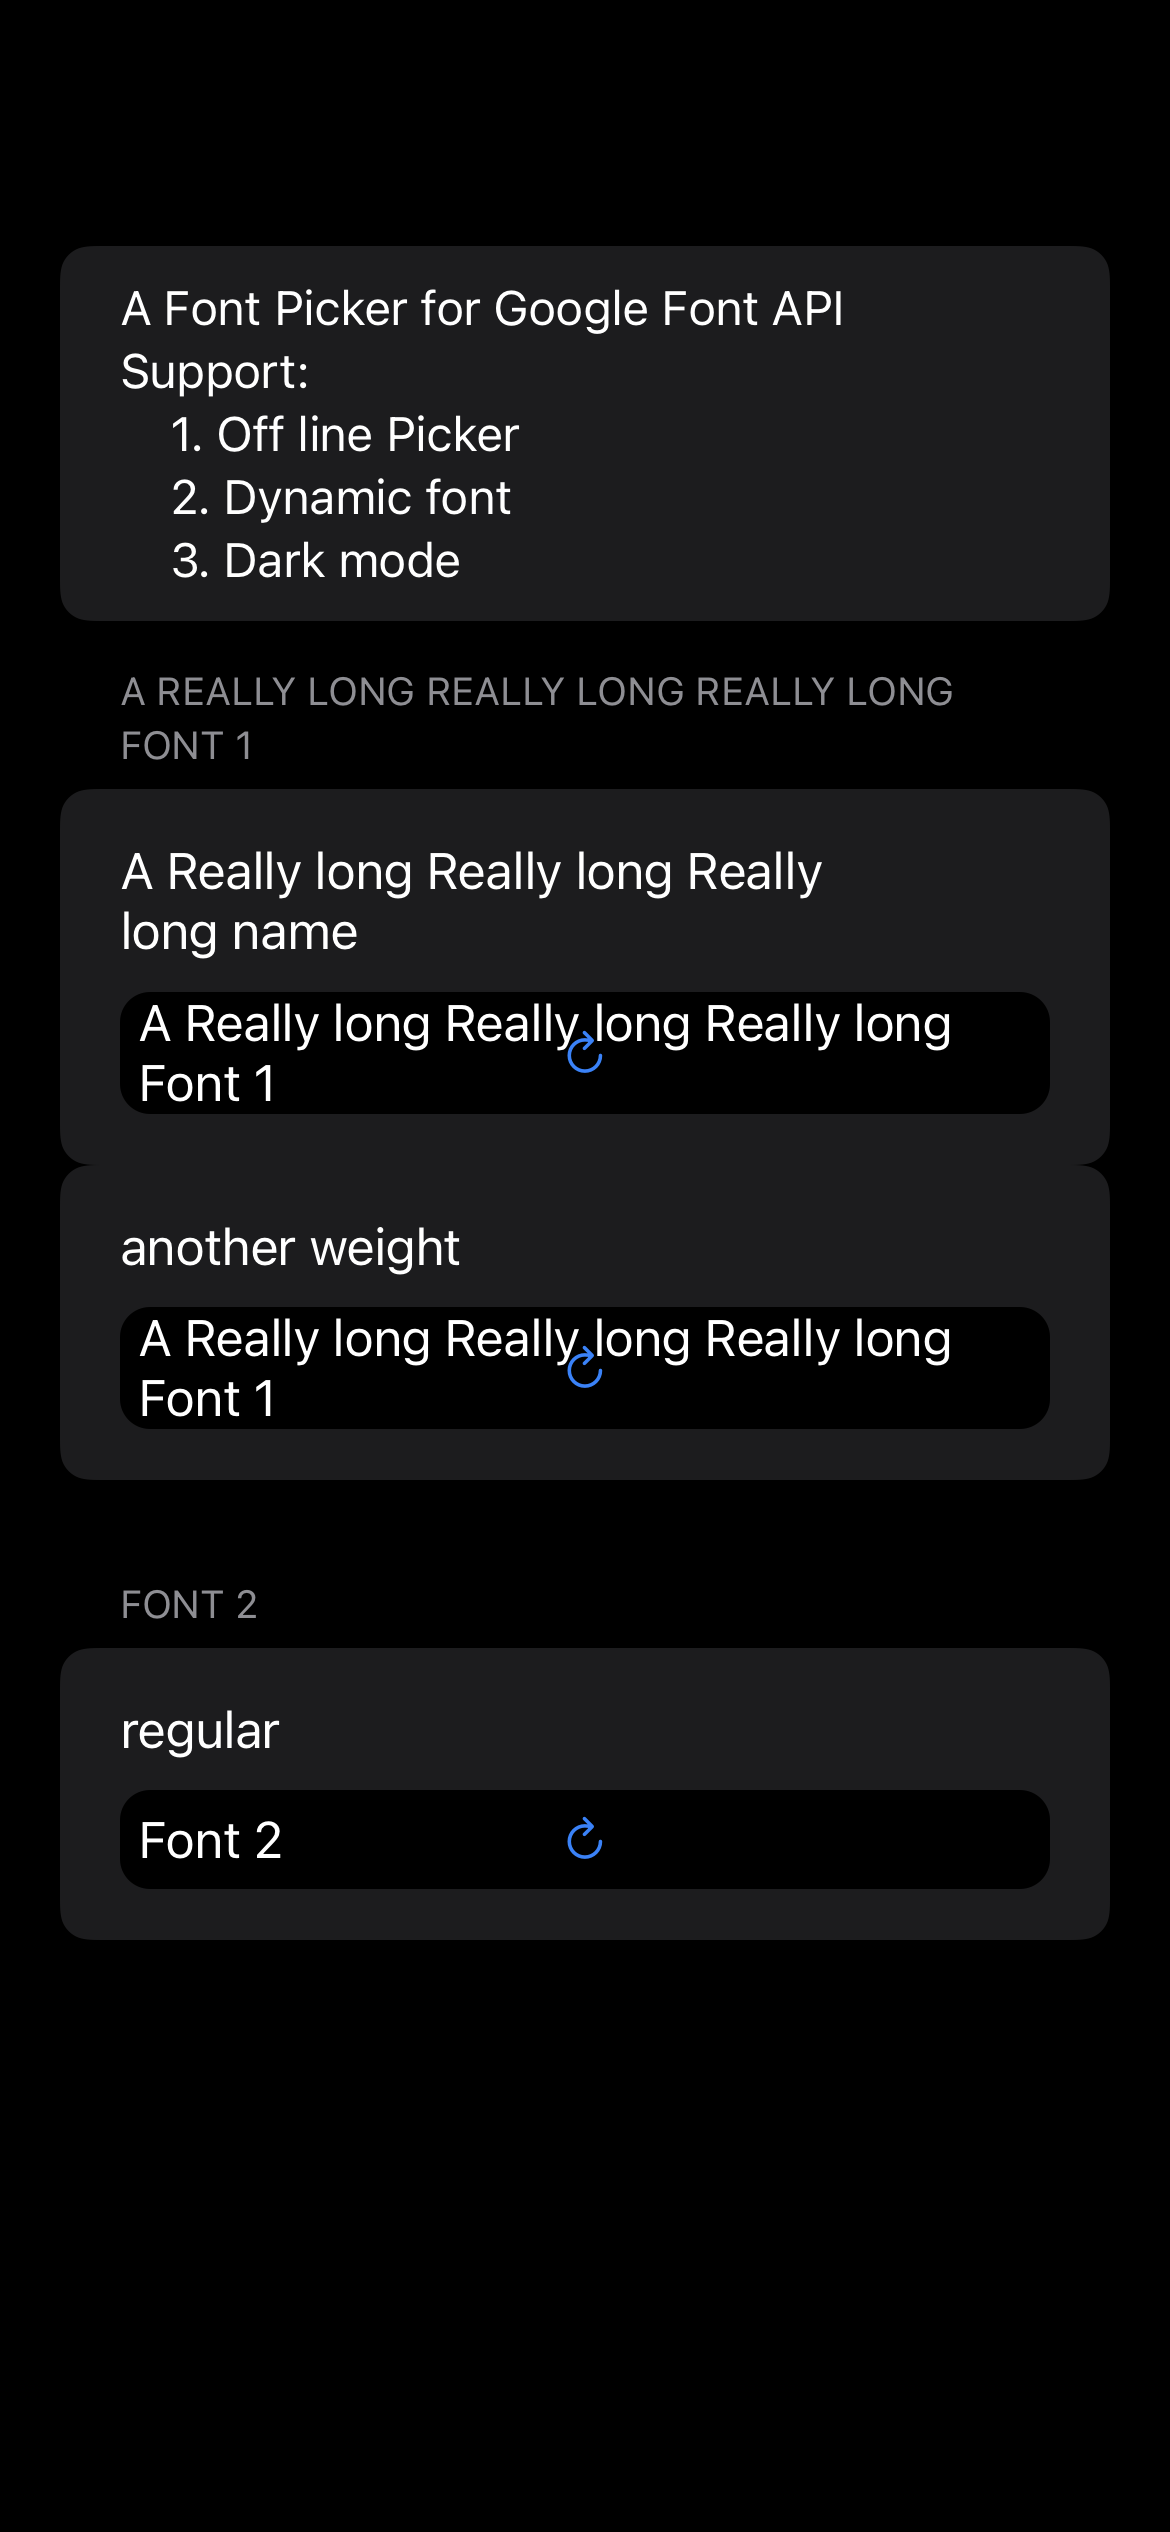 A Font Picker for Google Font API
Support:
1. Off line Picker
2. Dynamic font
3. Dark mode
A REALLY LONG REALLY LONG REALLY LONG
FONT 1
A Really long Really long Really
long name
A Really long Really long Really long
Font 1
another weight
A Really long Really long Really long
Font 1
FONT 2
regular
Font 2